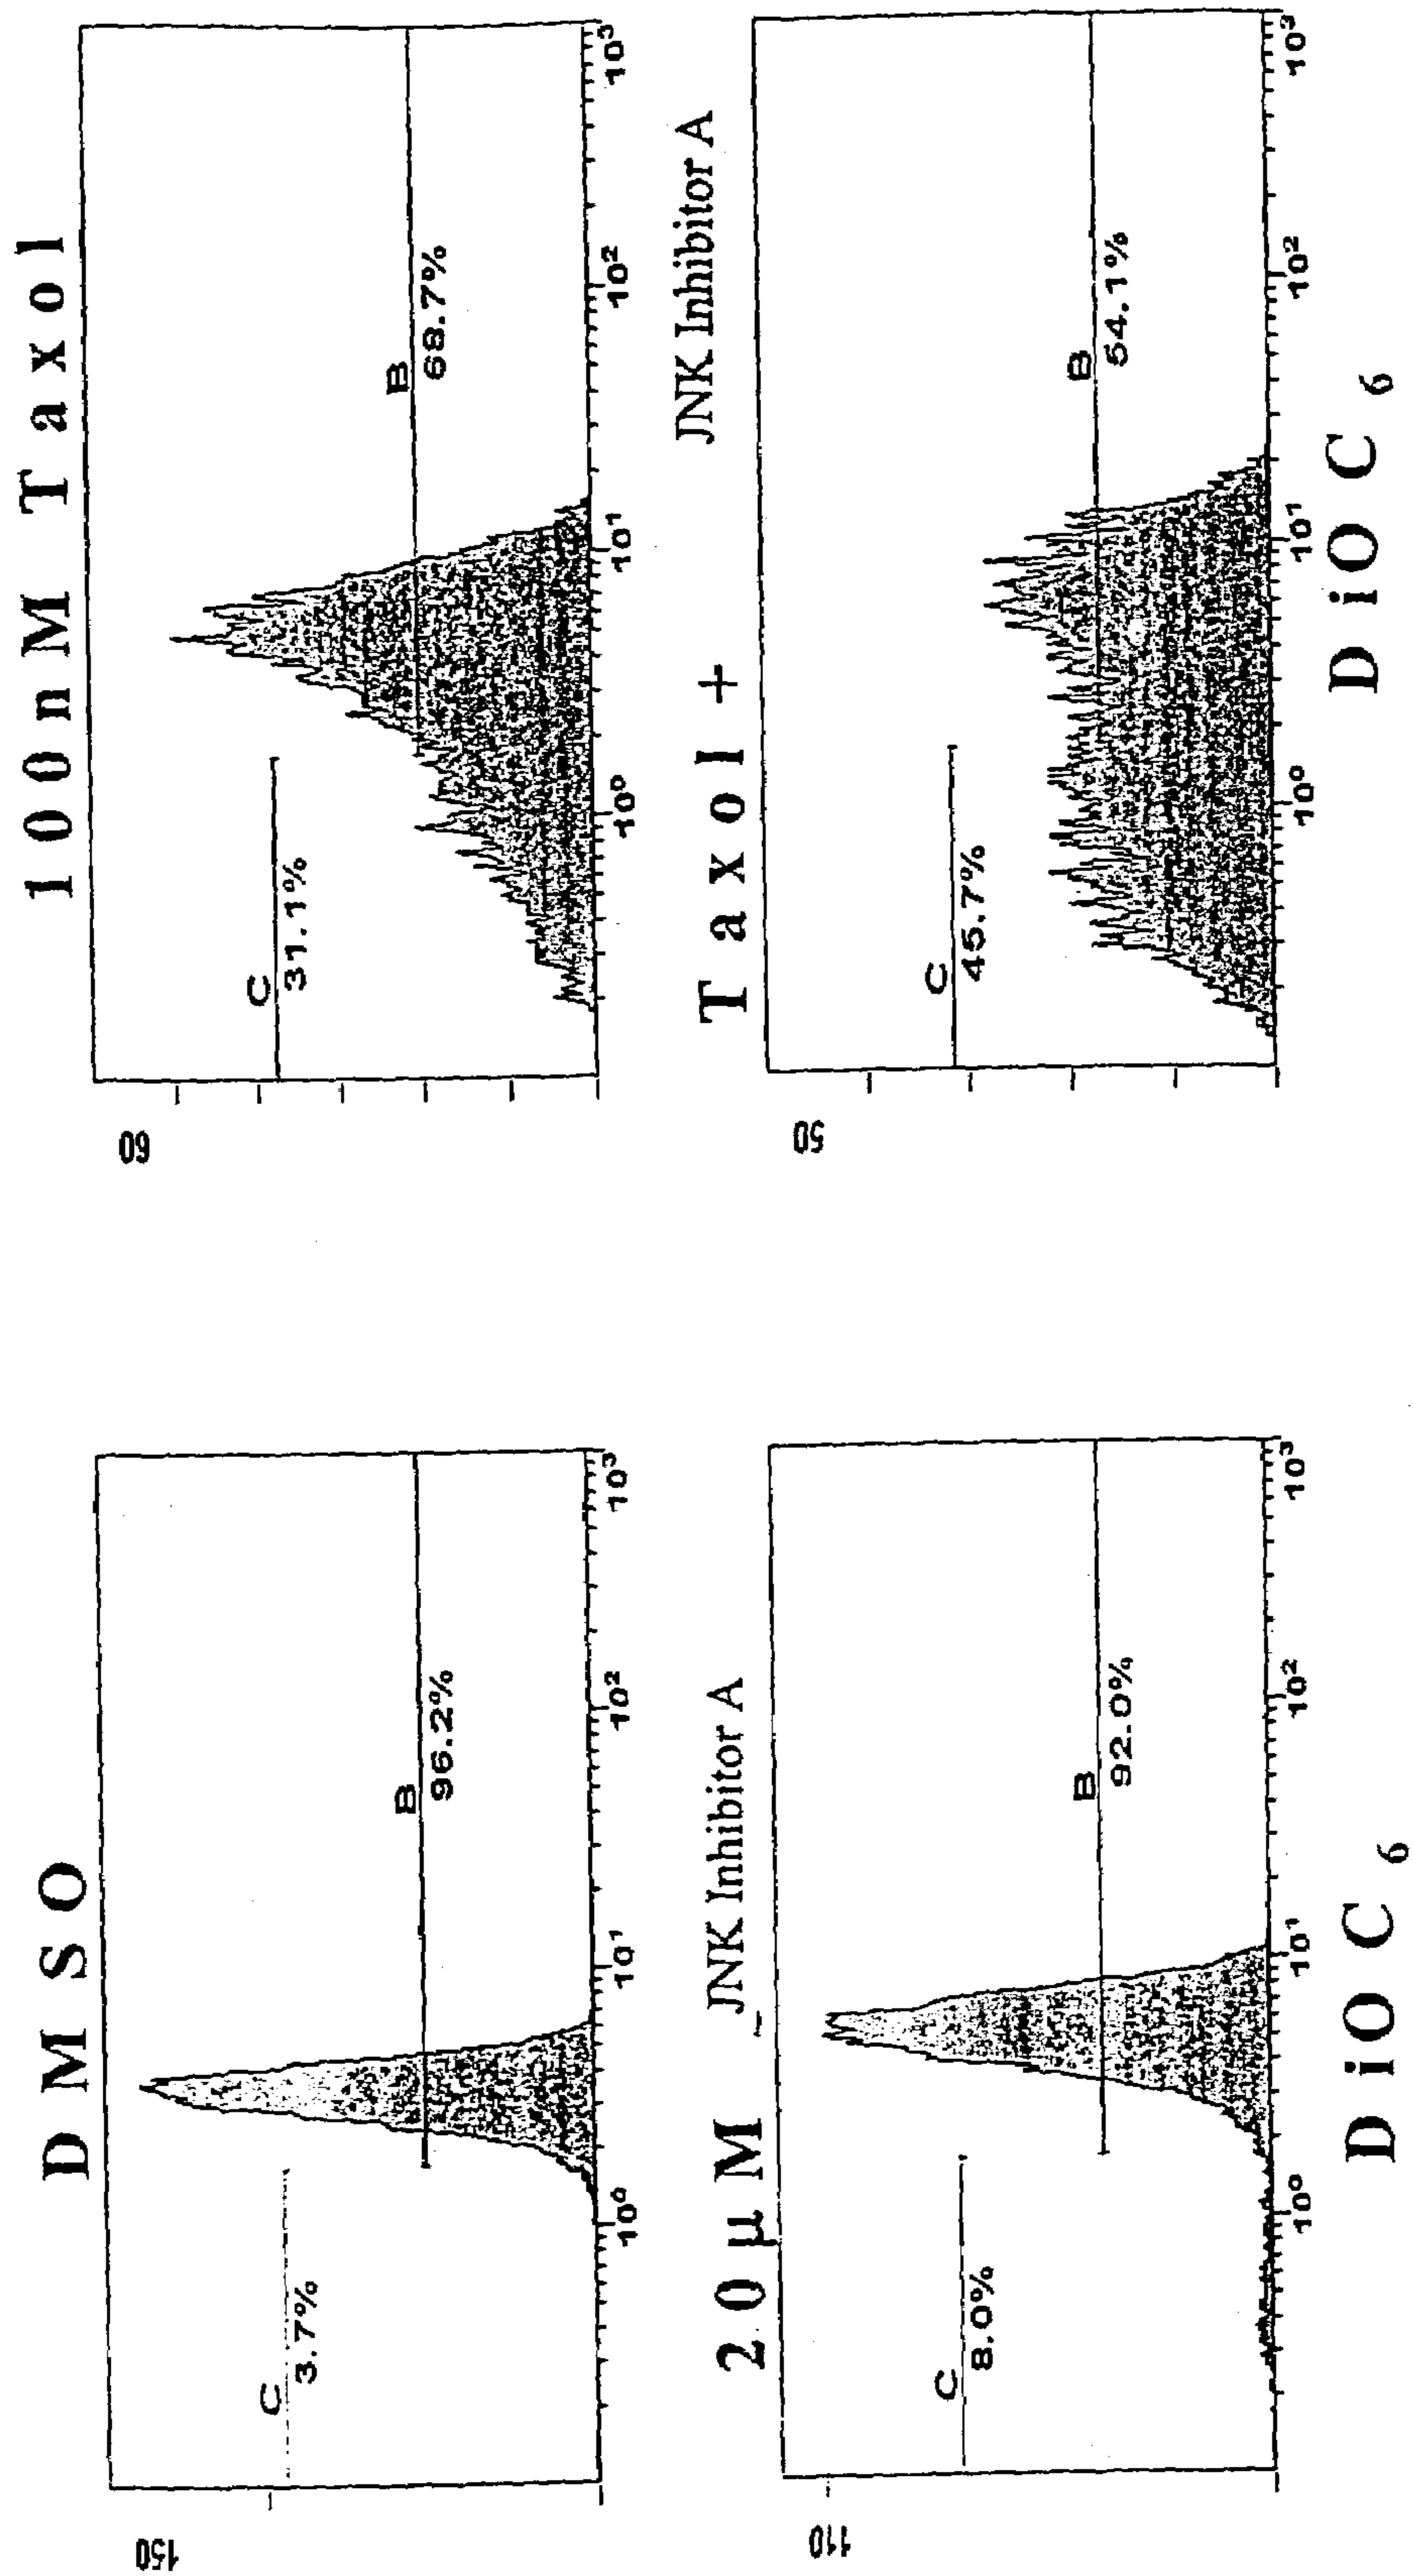 DMSO
150
C
3.7%
B
96.2%
10⁰ 10¹ 10² 10³
100nM Taxol
60
C
31.1%
B
68.7%
10⁰ 10¹ 10² 10³
20 µM JNK Inhibitor A
110
C
8.0%
B
92.0%
10⁰ 10¹ 10² 10³
DiOC₆
Taxol + JNK Inhibitor A
50
C
45.7%
B
54.1%
10⁰ 10¹ 10² 10³
DiOC₆